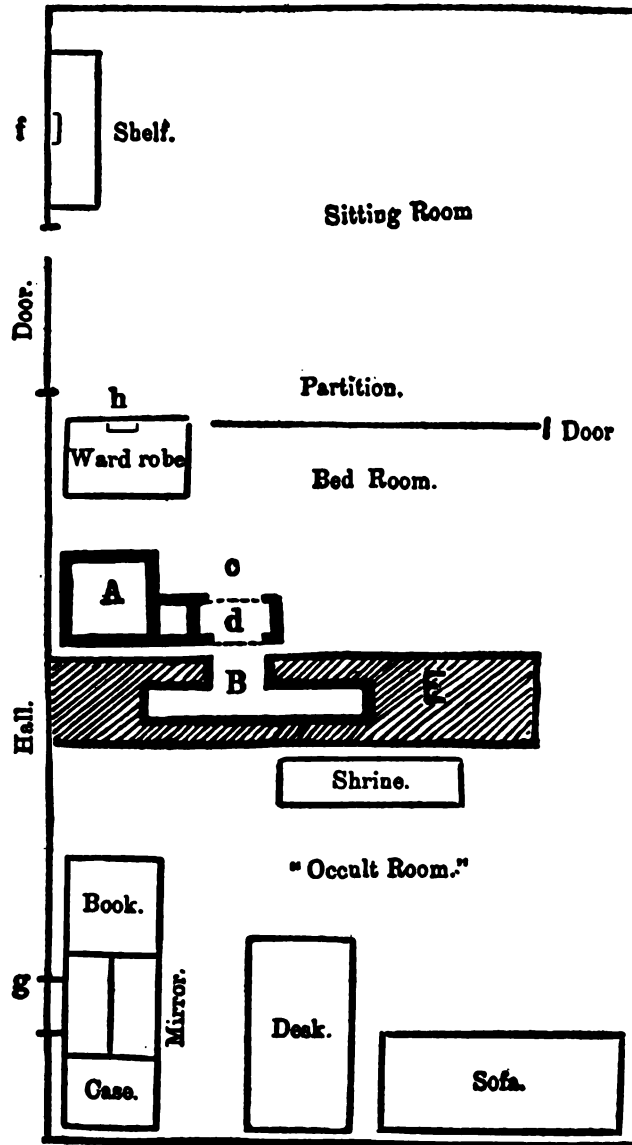 f
Shelf.
Sitting Room
Door.
Partition.
h
Door
Ward robe
Bed Room.
A
c
d
B
Hall.
Shrine.
"Occult Room."
Book.
g
Mirror.
Desk.
Case.
Sofa.